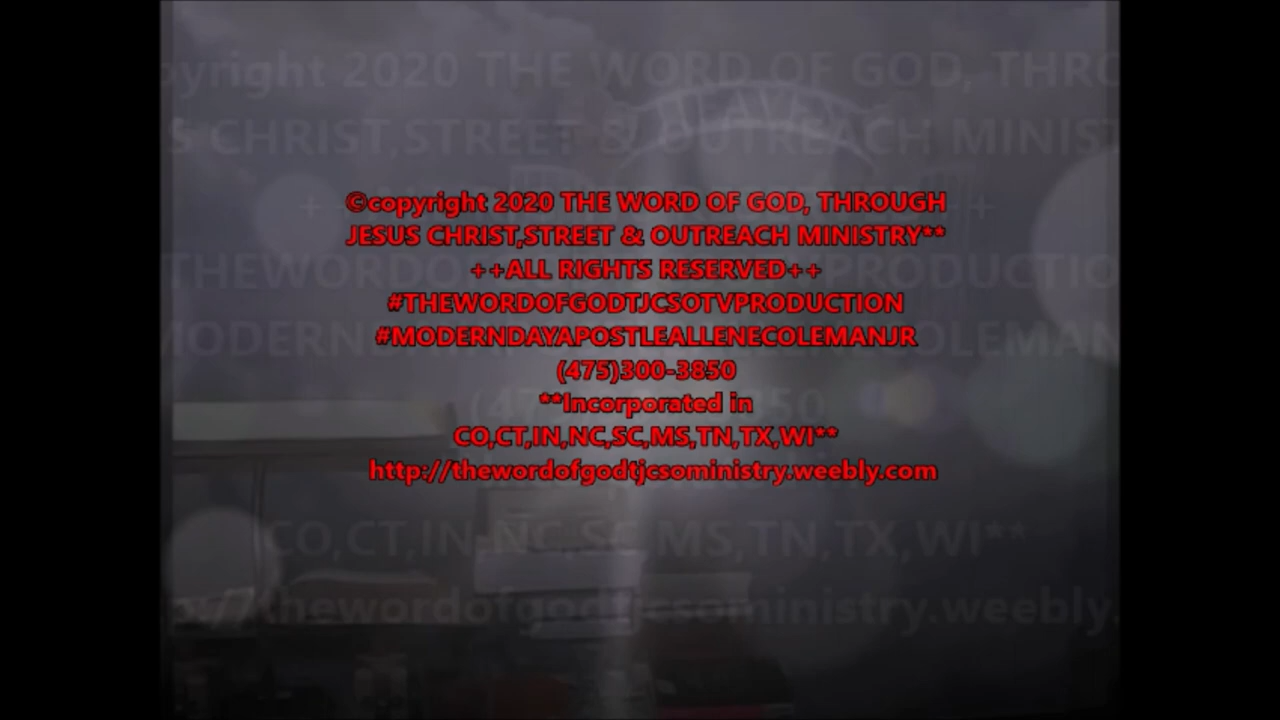 ©copyright 2020 THE WORD OF GOD, THROUGH
JESUS CHRIST,STREET & OUTREACH MINISTRY**
++ALL RIGHTS RESERVED++
#THEWORDOFGODTJCSOTVPRODUCTION
#MODERNDAYAPOSTLEALLENECOLEMANJR
(475)300-3850
**Incorporated in
CO,CT,IN,NC,SC,MS,TN,TX,WI**
http://thewordofgodtjcsoministry.weebly.com